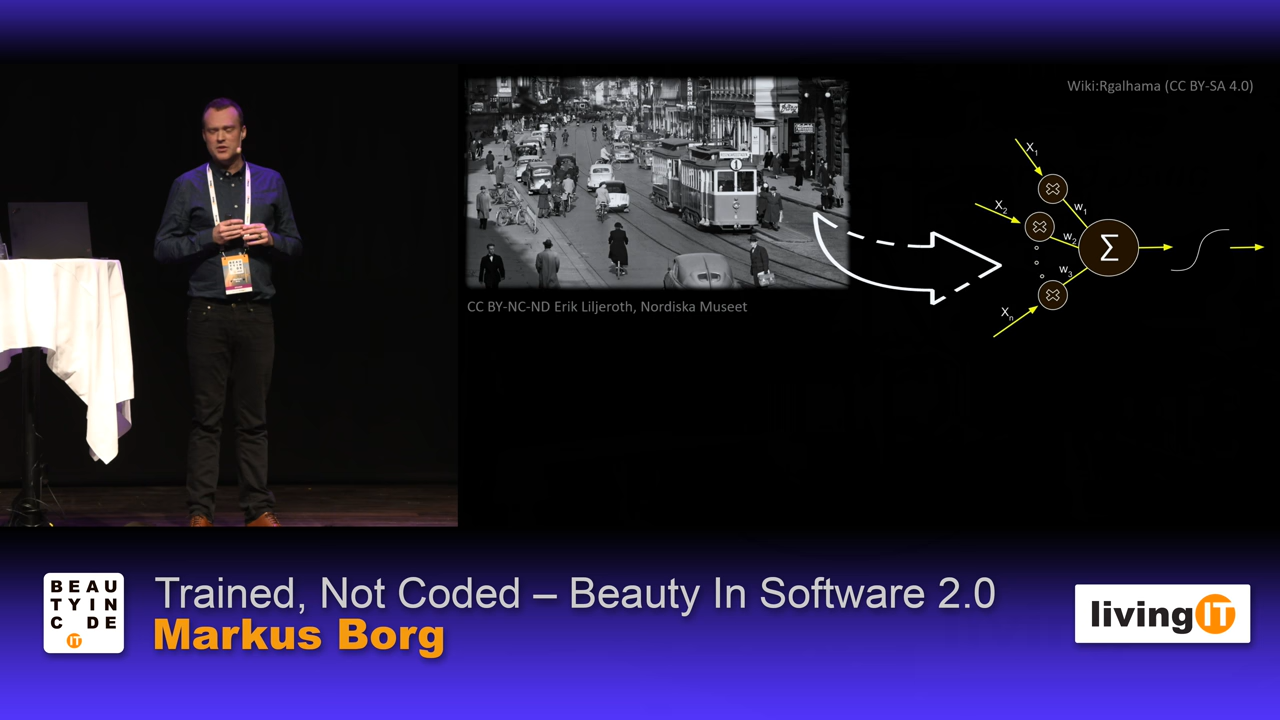 Wiki:Rgalhama (CC BY-SA 4.0)
X1
X2
w1
w2
w3
Xn
Σ
1
CC BY-NC-ND Erik Liljeroth, Nordiska Museet
BEAU
TYIN
C DE
IT
Trained, Not Coded – Beauty In Software 2.0
Markus Borg
livingIT